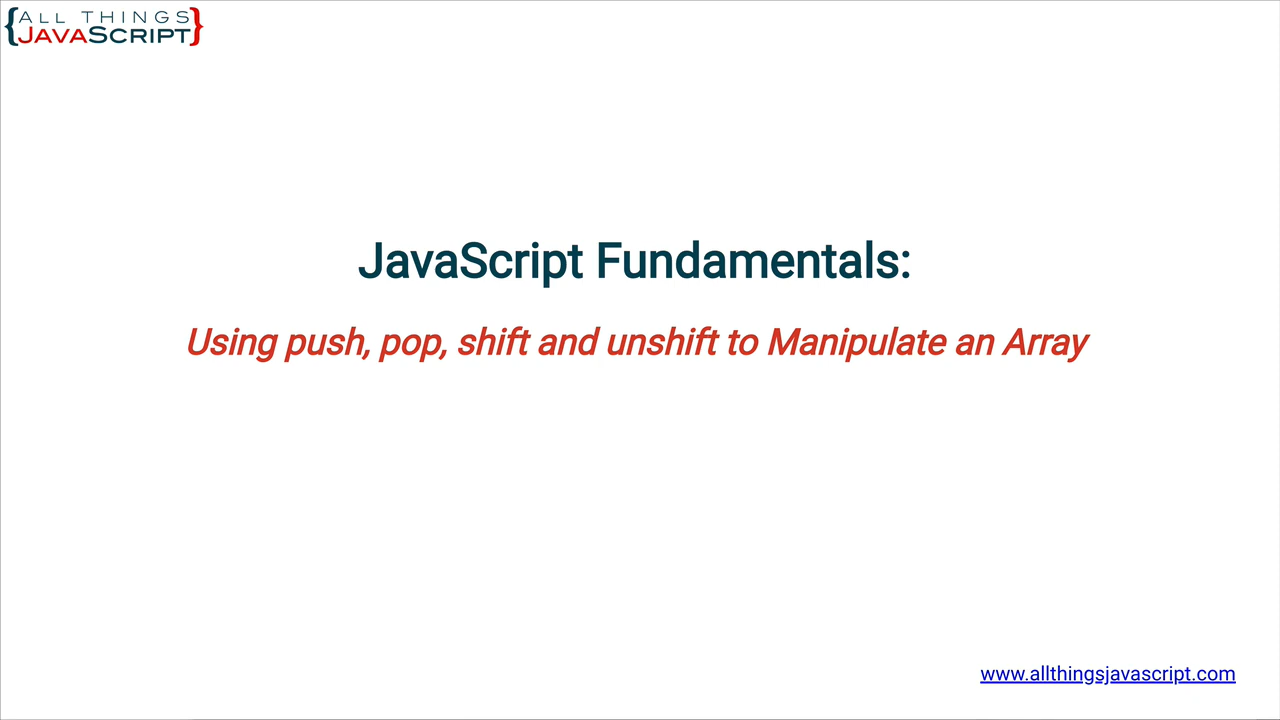 {ALL THINGS
JAVASCRIPT}
JavaScript Fundamentals:
Using push, pop, shift and unshift to Manipulate an Array
www.allthingsjavascript.com